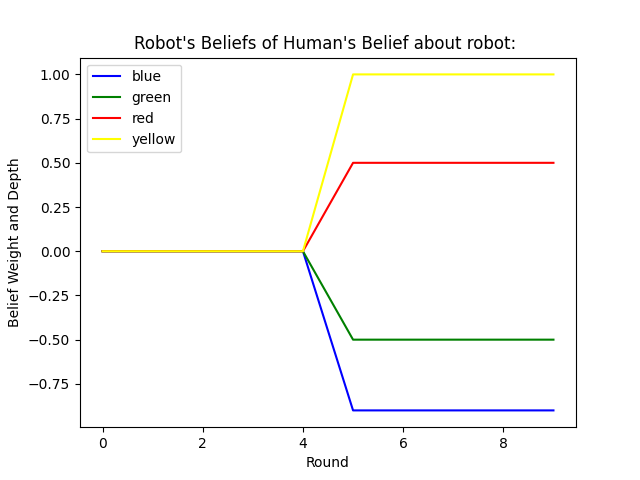 Robot's Beliefs of Human's Belief about robot:
blue
green
red
yellow
1.00
0.75
0.50
0.25
0.00
−0.25
−0.50
−0.75
Belief Weight and Depth
0 2 4 6 8
Round